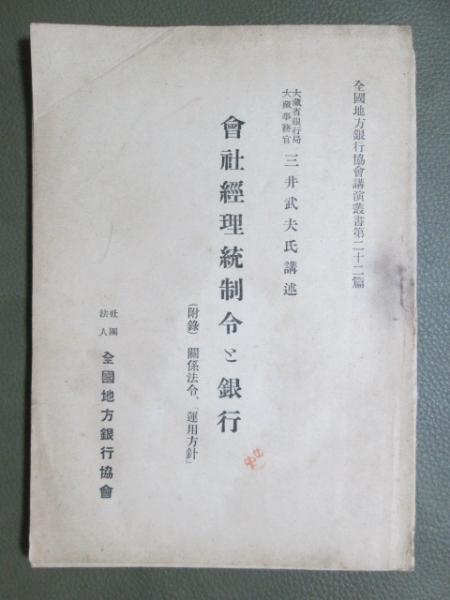 全國地方銀行協會講演叢書第二十二篇
大藏省銀行局
大藏事務官
三井武夫氏講述
會社經理統制令と銀行
(附錄) 關係法令、「運用方針」
社團
法人
全國地方銀行協會